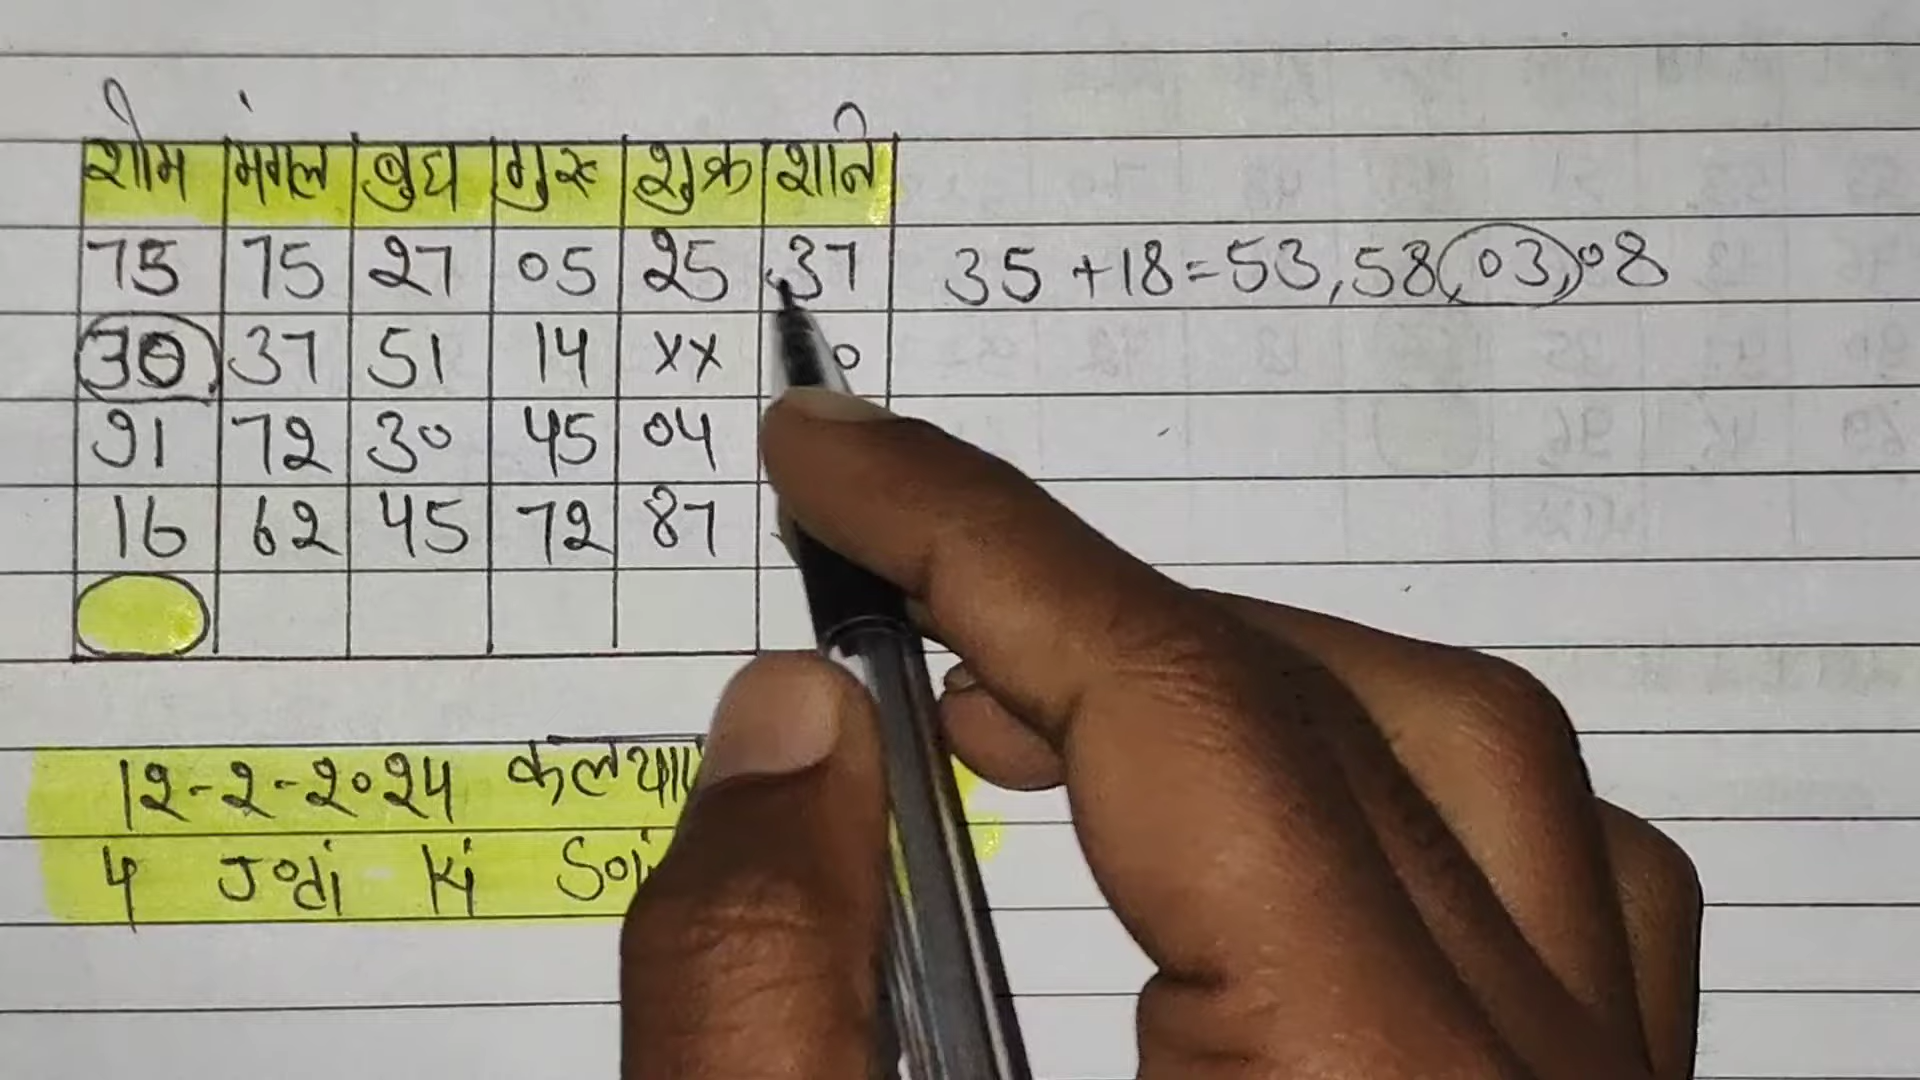 शोम मंगल बुध गुरु शुक्र शनि
75 75 27 05 25 37 35 +18=53,58,03,08
30 37 51 14 xx 0
91 72 30 45 04
16 62 45 72 87
12-2-2024
4 Jodi Ki